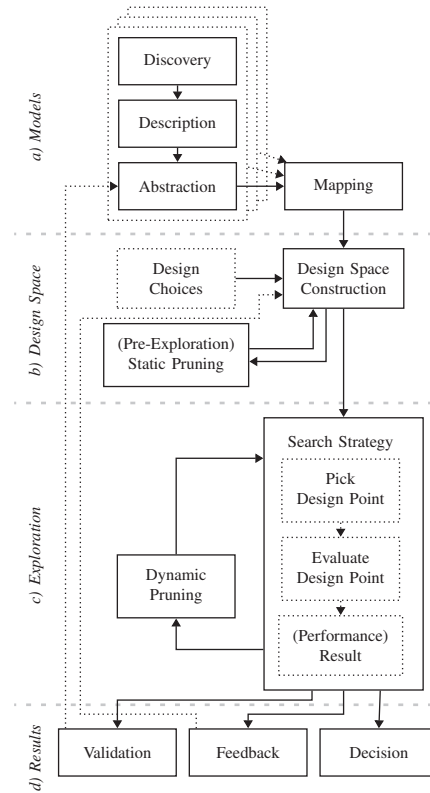 a) Models
Discovery
Description
Abstraction
Mapping
b) Design Space
Design
Choices
Design Space
Construction
(Pre-Exploration)
Static Pruning
c) Exploration
Search Strategy
Pick
Design Point
Evaluate
Design Point
(Performance)
Result
Dynamic
Pruning
d) Results
Validation
Feedback
Decision